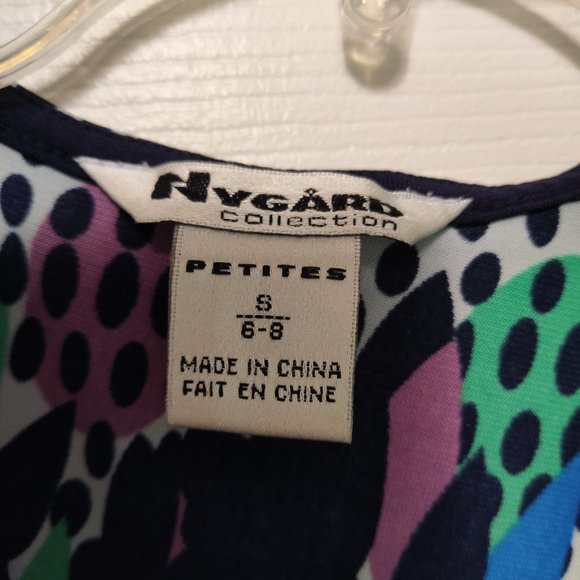 NYGÅRD
Collection
PETITES
S
6-8
MADE IN CHINA
FAIT EN CHINE